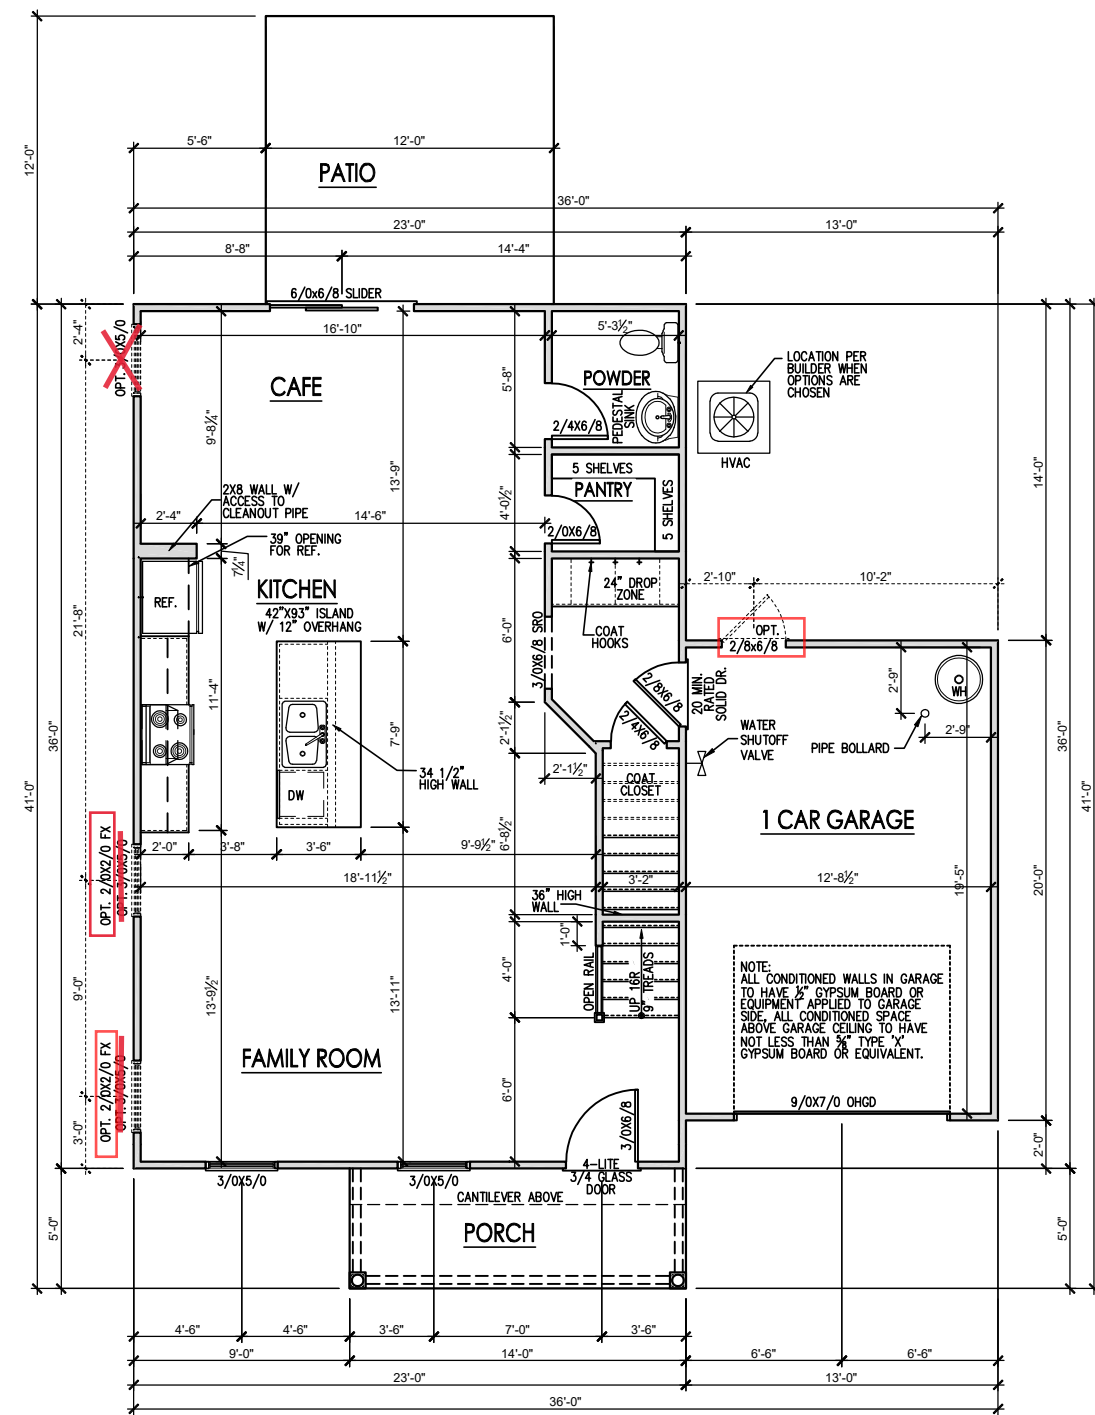 5'-6"
12'-0"
12'-0"
PATIO
36'-0"
23'-0"
13'-0"
8'-8"
14'-4"
6/0x6/8 SLIDER
2'-4"
16'-10"
5'-3½"
CAFE
5'-8"
POWDER
PEDESTAL
SINK
2/4X6/8
LOCATION PER
BUILDER WHEN
OPTIONS ARE
CHOSEN
HVAC
9'-8¼"
13'-9"
14'-0"
5 SHELVES
PANTRY
5 SHELVES
2/0X6/8
4'-0½"
2X8 WALL W/
ACCESS TO
CLEANOUT PIPE
2'-4"
14'-6"
39" OPENING
FOR REF.
7¼"
KITCHEN
42"X93" ISLAND
W/ 12" OVERHANG
REF.
24" DROP
ZONE
2'-10"
10'-2"
COAT
HOOKS
3/0X6/8 SRO
6'-0"
OPT.
2/8x6/8
21'-8"
2/8X6/8
20 MIN.
RATED
SOLID DR.
2/4X6/8
2'-9"
WH
PIPE BOLLARD
2'-9"
WATER
SHUTOFF
VALVE
11'-4"
7'-9"
36'-0"
41'-0"
36'-0"
41'-0"
2'-1½"
2'-1½"
34 1/2"
HIGH WALL
DW
COAT
CLOSET
1 CAR GARAGE
OPT. 2/0X2/0 FX
2'-0"
3'-8"
3'-6"
9'-9½"
6'-8½"
18'-11½"
3'-2"
12'-8½"
19'-5"
20'-0"
36" HIGH
WALL
1'-0"
OPEN RAIL
UP 16R
9" TREADS
4'-0"
NOTE:
ALL CONDITIONED WALLS IN GARAGE
TO HAVE ½" GYPSUM BOARD OR
EQUIPMENT APPLIED TO GARAGE
SIDE, ALL CONDITIONED SPACE
ABOVE GARAGE CEILING TO HAVE
NOT LESS THAN ⅝" TYPE 'X'
GYPSUM BOARD OR EQUIVALENT.
9'-0"
13'-9½"
13'-11"
FAMILY ROOM
OPT. 2/0X2/0 FX
OPT. 3/0X5/0
6'-0"
9/0X7/0 OHGD
3'-0"
3/0X6/8
2'-0"
3/0X5/0
3/0X5/0
4-LITE
3/4 GLASS
DOOR
CANTILEVER ABOVE
PORCH
5'-0"
5'-0"
4'-6"
4'-6"
3'-6"
7'-0"
3'-6"
9'-0"
14'-0"
6'-6"
6'-6"
23'-0"
13'-0"
36'-0"